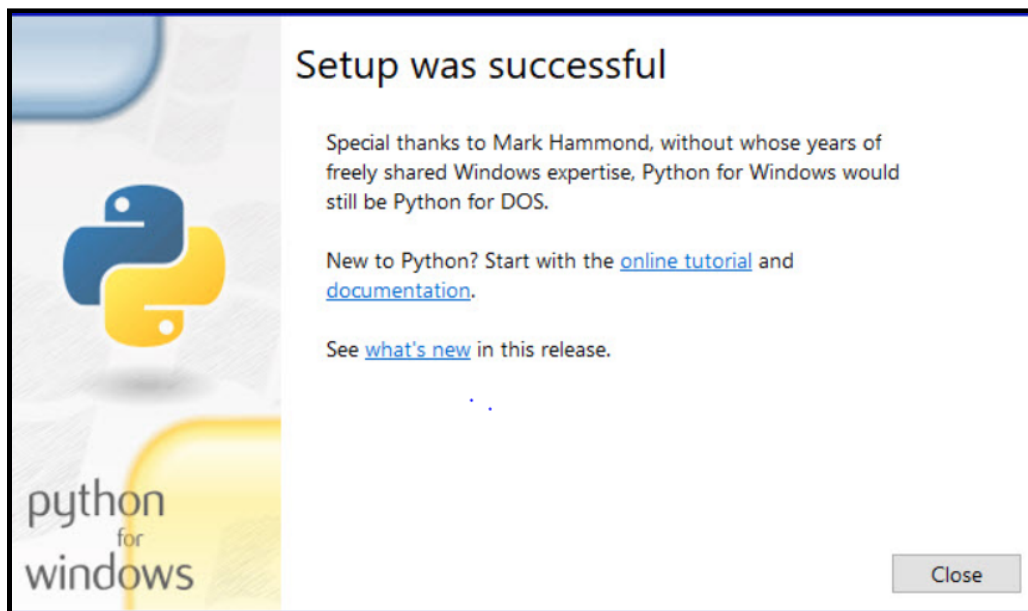 Setup was successful
Special thanks to Mark Hammond, without whose years of
freely shared Windows expertise, Python for Windows would
still be Python for DOS.
New to Python? Start with the online tutorial and
documentation.
See what's new in this release.
python
for
windows
Close